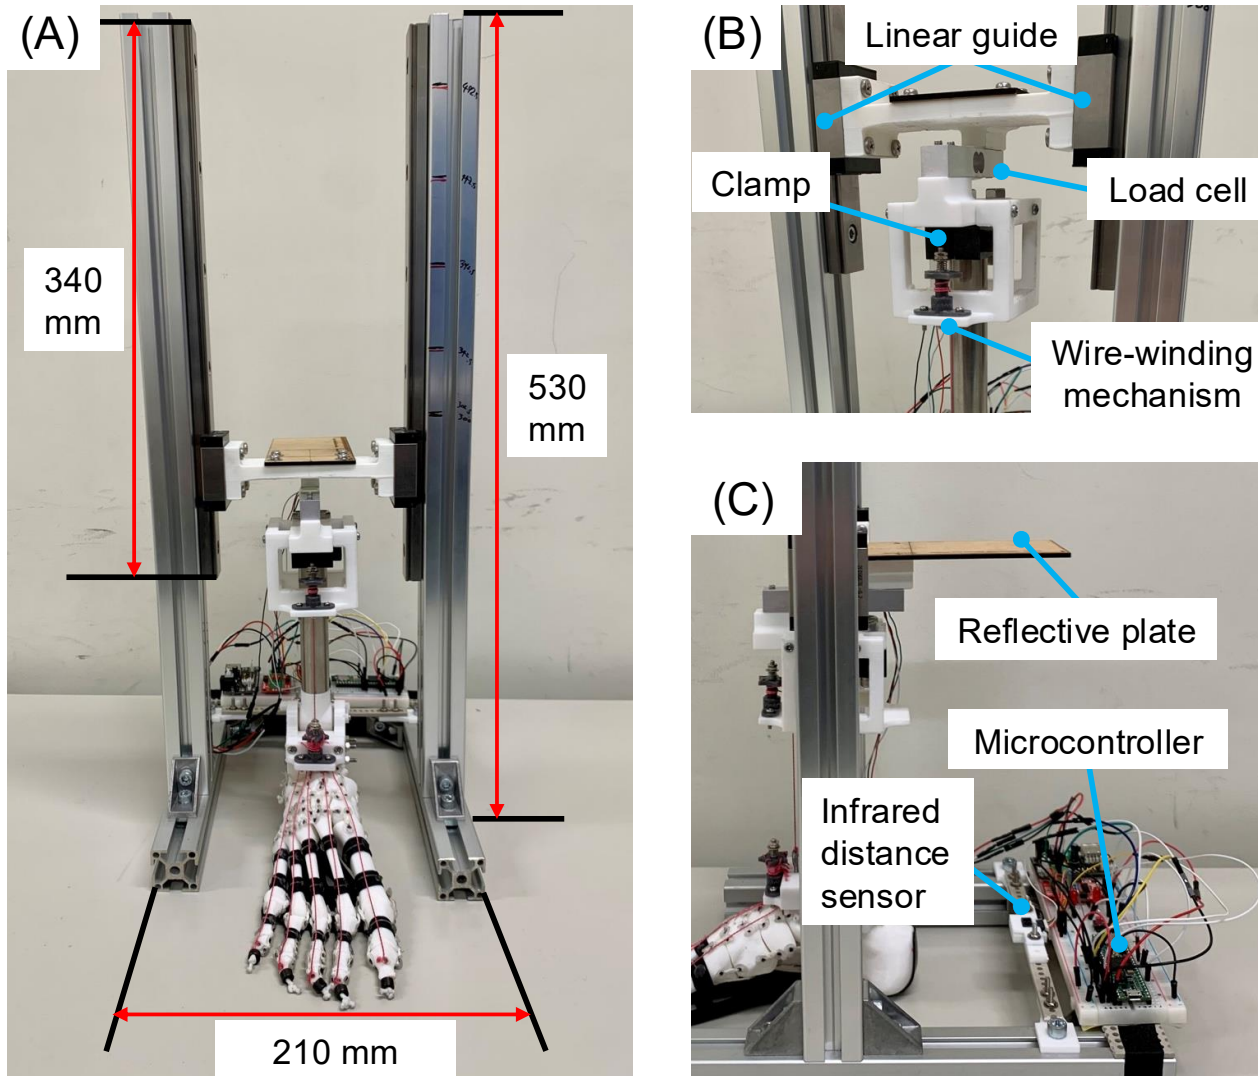 (A)
340
mm
530
mm
210 mm
(B)
Linear guide
Clamp
Load cell
Wire-winding
mechanism
(C)
Reflective plate
Microcontroller
Infrared
distance
sensor